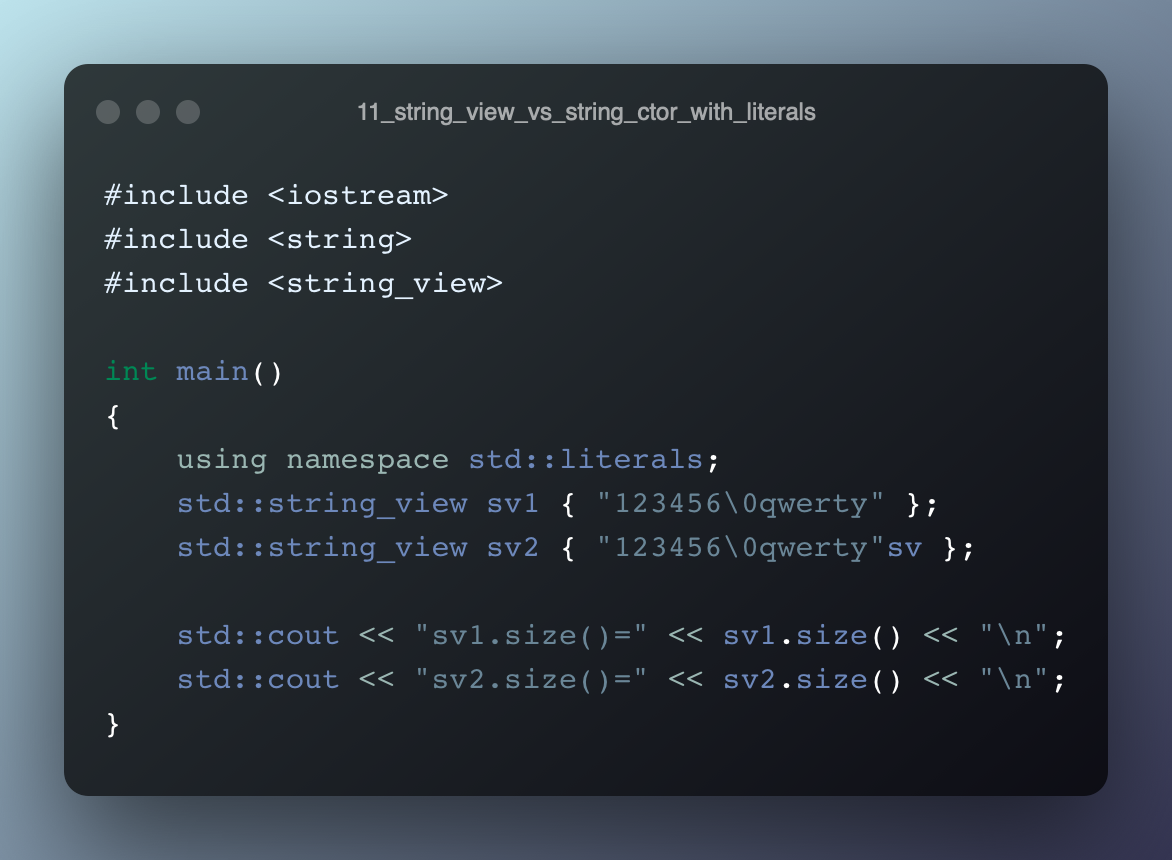 11_string_view_vs_string_ctor_with_literals
#include <iostream>
#include <string>
#include <string_view>
int main()
{
    using namespace std::literals;
    std::string_view sv1 { "123456\0qwerty" };
    std::string_view sv2 { "123456\0qwerty"sv };
    std::cout << "sv1.size()=" << sv1.size() << "\n";
    std::cout << "sv2.size()=" << sv2.size() << "\n";
}